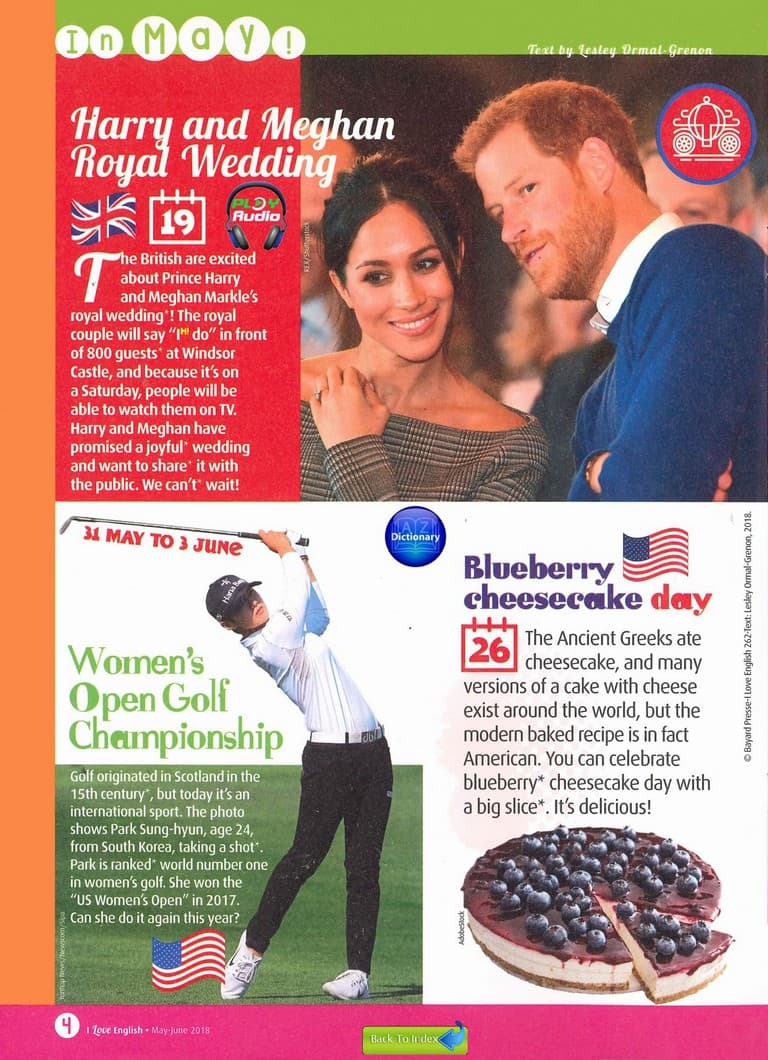 In May!
Text by Lesley Ormal-Grenon
Harry and Meghan
Royal Wedding
19
PLAY
Audio
The British are excited
about Prince Harry
and Meghan Markle's
royal wedding*! The royal
couple will say "I do" in front
of 800 guests* at Windsor
Castle, and because it's on
a Saturday, people will be
able to watch them on TV.
Harry and Meghan have
promised a joyful* wedding
and want to share* it with
the public. We can't* wait!
REX/Shutterstock
31 MAY TO 3 JUNE
A Z
Dictionary
Women's
Open Golf
Championship
Golf originated in Scotland in the
15th century*, but today it's an
international sport. The photo
shows Park Sung-hyun, age 24,
from South Korea, taking a shot*.
Park is ranked* world number one
in women's golf. She won the
"US Women's Open" in 2017.
Can she do it again this year?
Blueberry
cheesecake day
26
The Ancient Greeks ate
cheesecake, and many
versions of a cake with cheese
exist around the world, but the
modern baked recipe is in fact
American. You can celebrate
blueberry* cheesecake day with
a big slice*. It's delicious!
AdobeStock
© Bayard Presse-I Love English 262-Text: Lesley Ormal-Grenon, 2018.
4
I Love English • May-June 2018
Back To Index